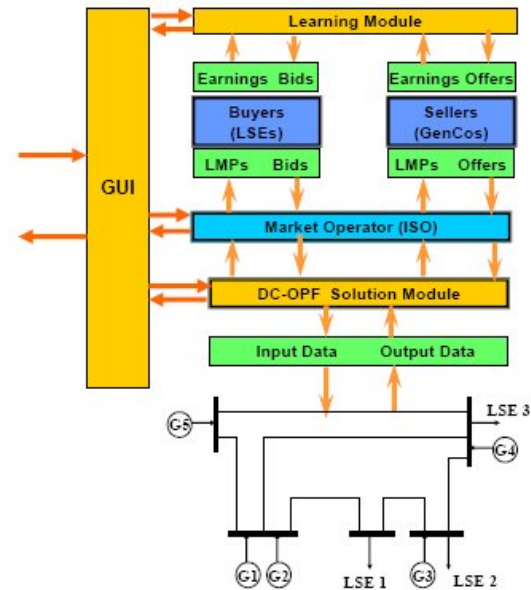 Learning Module
Earnings Bids
Earnings Offers
Buyers
(LSEs)
Sellers
(GenCos)
LMPs Bids
LMPs Offers
GUI
Market Operator (ISO)
DC-OPF Solution Module
Input Data Output Data
LSE 3
G5
G4
G1
G2
G3
LSE 1
LSE 2